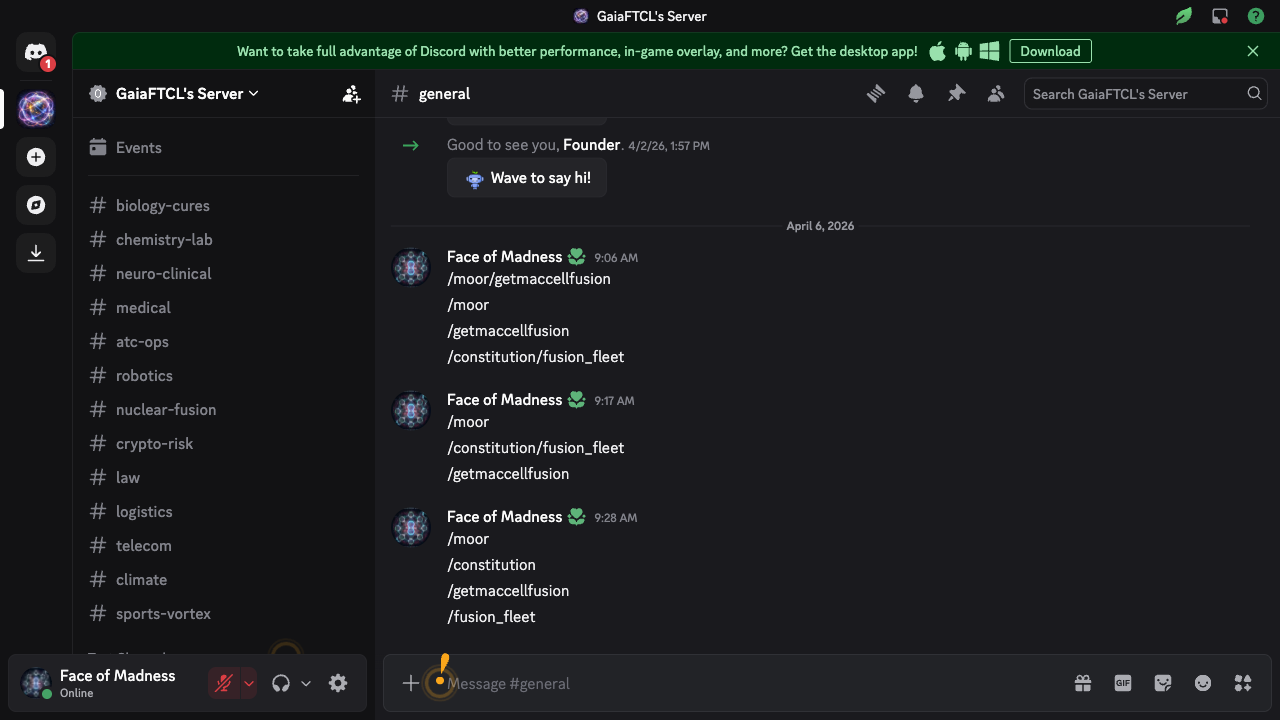 GaiaFTCL's Server
Want to take full advantage of Discord with better performance, in-game overlay, and more? Get the desktop app!
Download
1
GaiaFTCL's Server
general
Search GaiaFTCL's Server
Events
biology-cures
chemistry-lab
neuro-clinical
medical
atc-ops
robotics
nuclear-fusion
crypto-risk
law
logistics
telecom
climate
sports-vortex
Face of Madness
Online
Good to see you, Founder. 4/2/26, 1:57 PM
Wave to say hi!
April 6, 2026
Face of Madness 9:06 AM
/moor/getmaccellfusion
/moor
/getmaccellfusion
/constitution/fusion_fleet
Face of Madness 9:17 AM
/moor
/constitution/fusion_fleet
/getmaccellfusion
Face of Madness 9:28 AM
/moor
/constitution
/getmaccellfusion
/fusion_fleet
Message #general
GIF